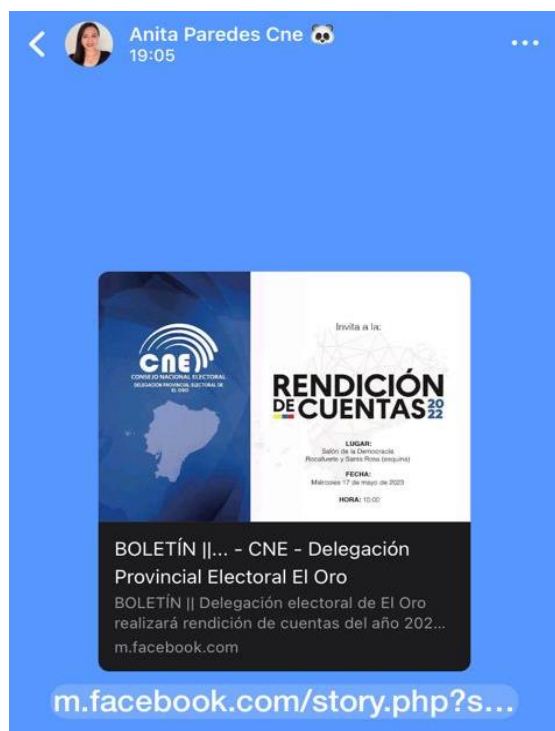 Anita Paredes Cne 🐼
19:05
CNE
CONSEJO NACIONAL ELECTORAL
DELEGACIÓN PROVINCIAL ELECTORAL DE
EL ORO
Invita a la:
RENDICIÓN
DE CUENTAS 2022
LUGAR:
Salón de la Democracia
Rocafuerte y Santa Rosa (esquina)
FECHA:
Miércoles 17 de mayo de 2023
HORA: 10:00
BOLETÍN ||... - CNE - Delegación
Provincial Electoral El Oro
BOLETÍN || Delegación electoral de El Oro
realizará rendición de cuentas del año 202...
m.facebook.com
m.facebook.com/story.php?s...